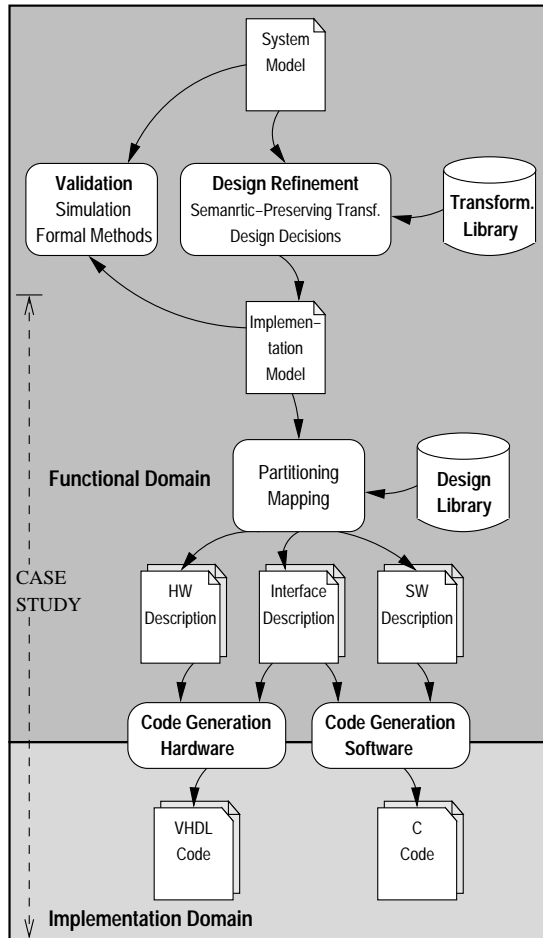 System
Model
Validation
Simulation
Formal Methods
Design Refinement
Semanrtic−Preserving Transf.
Design Decisions
Transform.
Library
Implemen−
tation
Model
Functional Domain
Partitioning
Mapping
Design
Library
CASE
STUDY
HW
Description
Interface
Description
SW
Description
Code Generation
Hardware
Code Generation
Software
VHDL
Code
C
Code
Implementation Domain